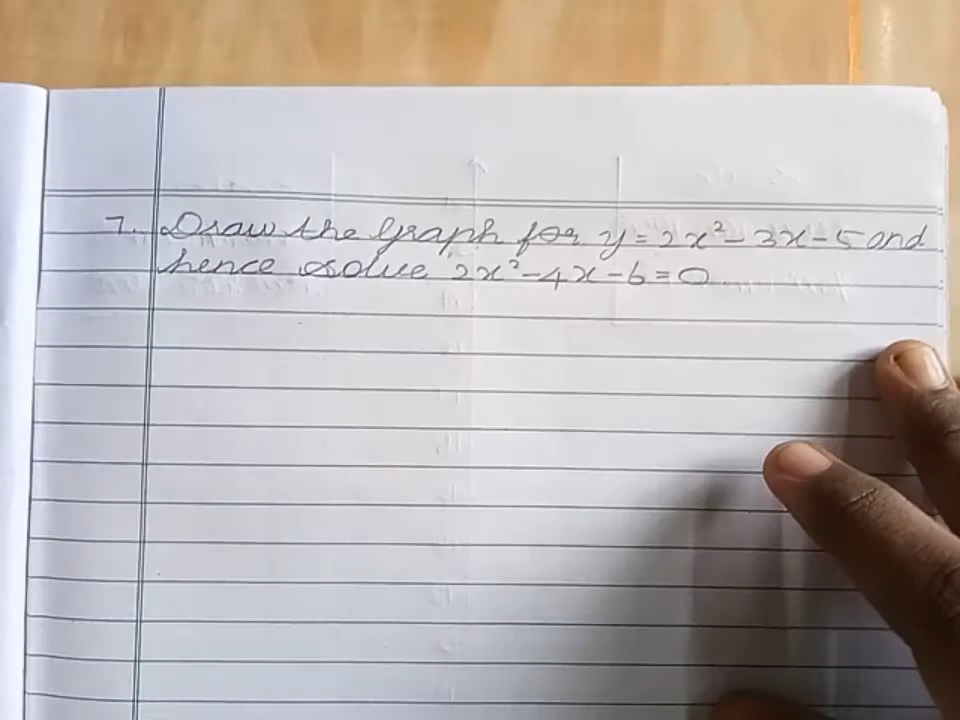 7. Draw the graph for y = 2x² - 3x - 5 and
hence solve 2x² - 4x - 6 = 0